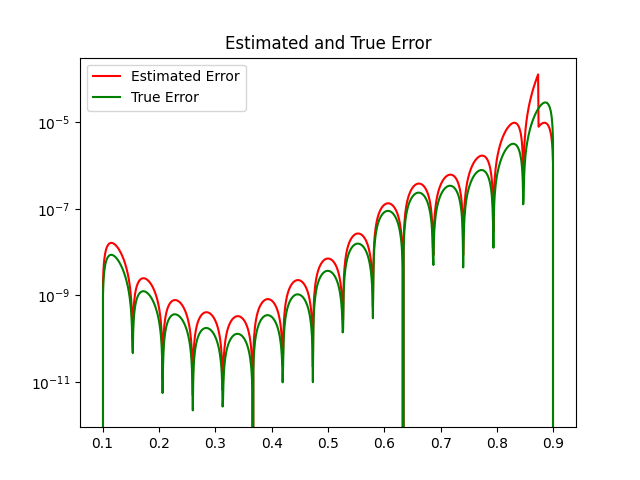 Estimated and True Error
Estimated Error
True Error
10⁻⁵
10⁻⁷
10⁻⁹
10⁻¹¹
0.1 0.2 0.3 0.4 0.5 0.6 0.7 0.8 0.9